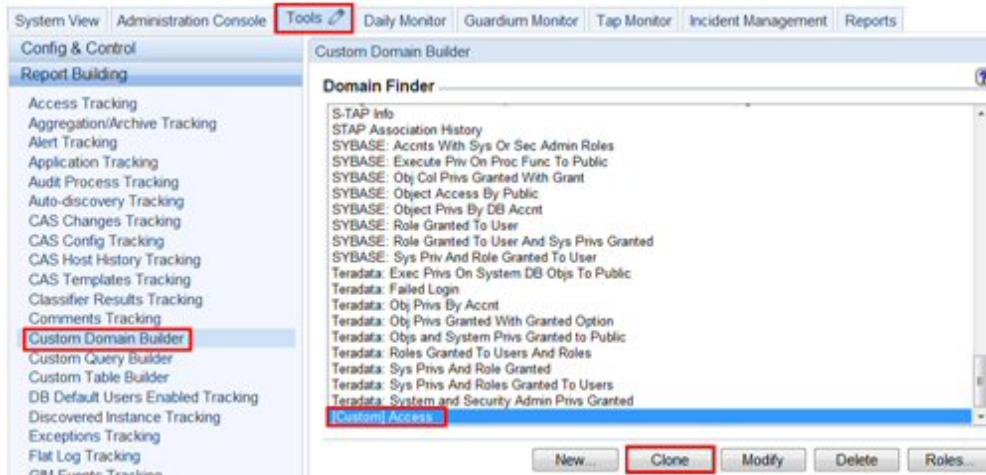 System View Administration Console Tools Daily Monitor Guardium Monitor Tap Monitor Incident Management Reports
Config & Control
Report Building
Access Tracking
Aggregation/Archive Tracking
Alert Tracking
Application Tracking
Audit Process Tracking
Auto-discovery Tracking
CAS Changes Tracking
CAS Config Tracking
CAS Host History Tracking
CAS Templates Tracking
Classifier Results Tracking
Comments Tracking
Custom Domain Builder
Custom Query Builder
Custom Table Builder
DB Default Users Enabled Tracking
Discovered Instance Tracking
Exceptions Tracking
Flat Log Tracking
GIM Events Tracking
Custom Domain Builder
Domain Finder
?
S-TAP Info
STAP Association History
SYBASE: Accnts With Sys Or Sec Admin Roles
SYBASE: Execute Priv On Proc Func To Public
SYBASE: Obj Col Privs Granted With Grant
SYBASE: Object Access By Public
SYBASE: Object Privs By DB Accnt
SYBASE: Role Granted To User
SYBASE: Role Granted To User And Sys Privs Granted
SYBASE: Sys Priv And Role Granted To User
Teradata: Exec Privs On System DB Objs To Public
Teradata: Failed Login
Teradata: Obj Privs By Accnt
Teradata: Obj Privs Granted With Granted Option
Teradata: Objs and System Privs Granted to Public
Teradata: Roles Granted To Users And Roles
Teradata: Sys Privs And Role Granted
Teradata: Sys Privs And Roles Granted To Users
Teradata: System and Security Admin Privs Granted
[Custom] Access
New... Clone Modify Delete Roles...